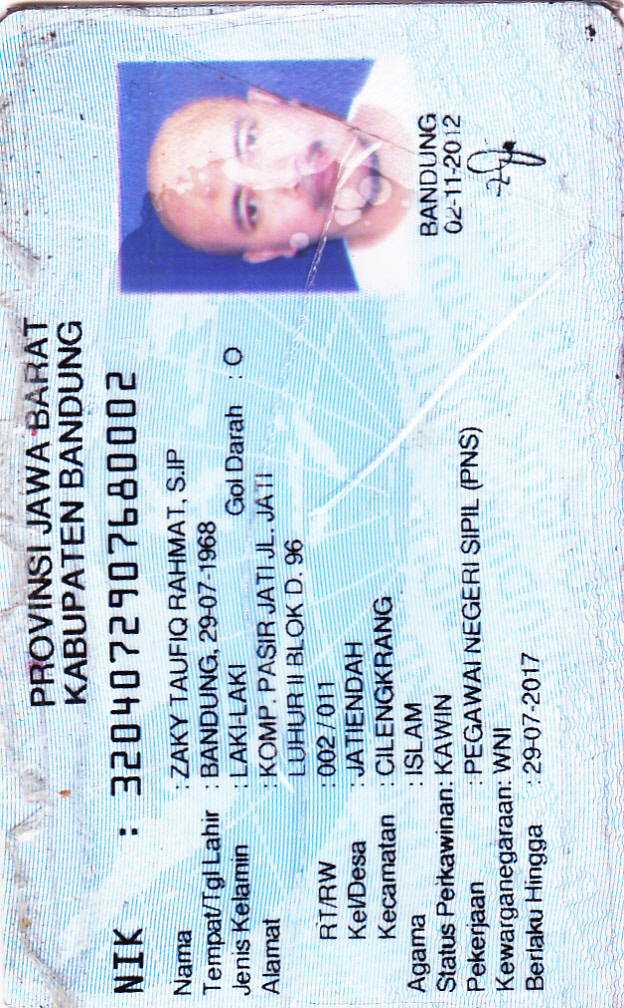 PROVINSI JAWA BARAT
KABUPATEN BANDUNG
NIK : 3204072907680002
Nama : ZAKY TAUFIQ RAHMAT, S.IP
Tempat/Tgl Lahir : BANDUNG, 29-07-1968
Jenis Kelamin : LAKI-LAKI Gol Darah : O
Alamat : KOMP. PASIR JATI JL. JATI
LUHUR II BLOK D. 96
RT/RW : 002 / 011
Kel/Desa : JATIENDAH
Kecamatan : CILENGKRANG
Agama : ISLAM
Status Perkawinan: KAWIN
Pekerjaan : PEGAWAI NEGERI SIPIL (PNS)
Kewarganegaraan: WNI
Berlaku Hingga : 29-07-2017
BANDUNG
02-11-2012